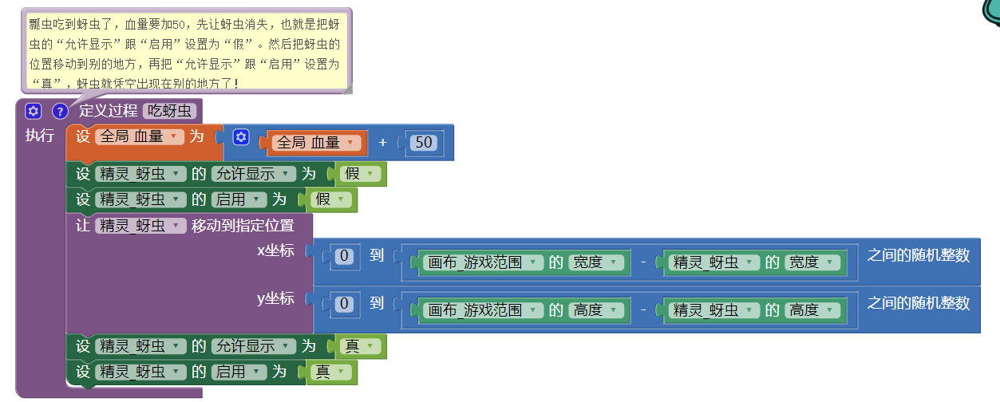 瓢虫吃到蚜虫了，血量要加50，先让蚜虫消失，也就是把蚜
虫的“允许显示”跟“启用”设置为“假”。然后把蚜虫的
位置移动到别的地方，再把“允许显示”跟“启用”设置为
“真”，蚜虫就凭空出现在别的地方了！
? 定义过程 吃蚜虫
执行 设 全局 血量 为 全局 血量 + 50
设 精灵_蚜虫 的 允许显示 为 假
设 精灵_蚜虫 的 启用 为 假
让 精灵_蚜虫 移动到指定位置
x坐标 0 到 画布_游戏范围 的 宽度 - 精灵_蚜虫 的 宽度 之间的随机整数
y坐标 0 到 画布_游戏范围 的 高度 - 精灵_蚜虫 的 高度 之间的随机整数
设 精灵_蚜虫 的 允许显示 为 真
设 精灵_蚜虫 的 启用 为 真